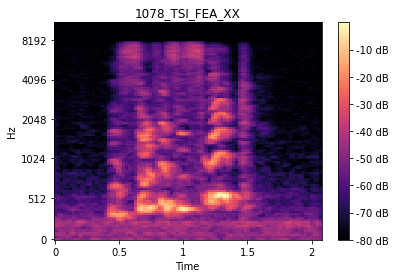 1078_TSI_FEA_XX
8192
4096
2048
1024
512
0
Hz
0
0.5
1
1.5
2
Time
-10 dB
-20 dB
-30 dB
-40 dB
-50 dB
-60 dB
-70 dB
-80 dB